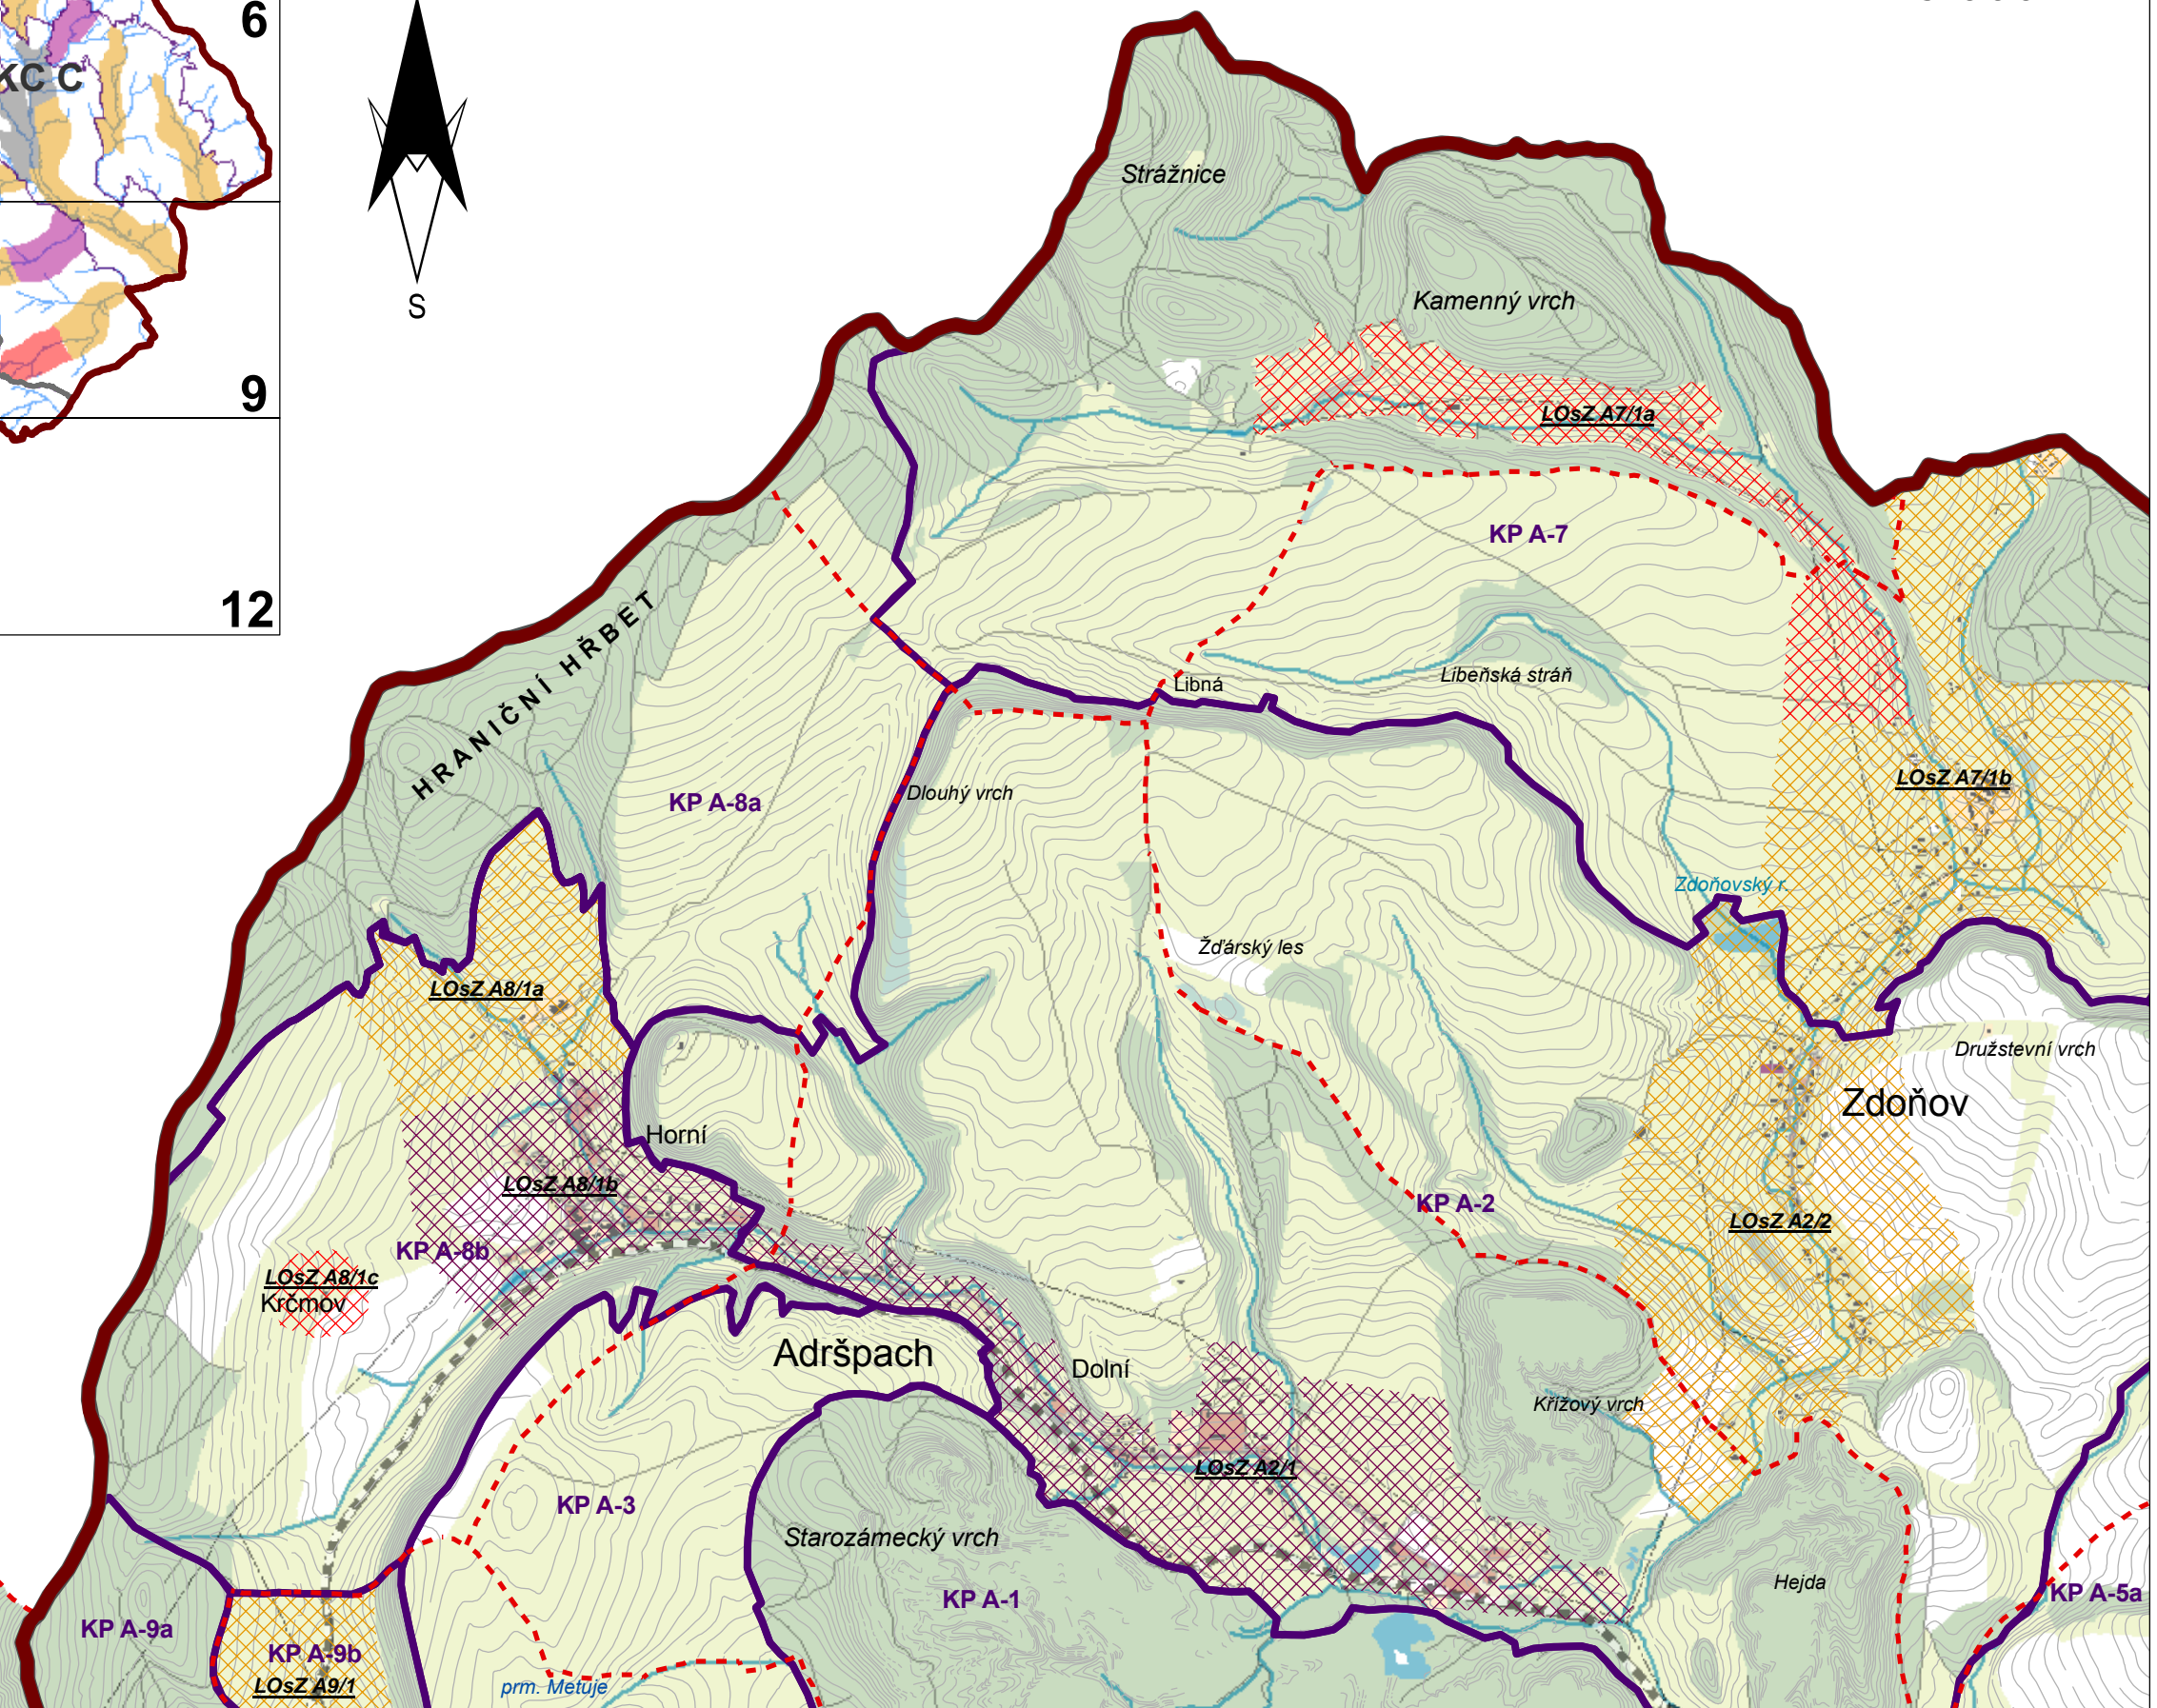 6
KC C
9
12
S
Strážnice
Kamenný vrch
LOsZ A7/1a
KP A-7
HRANIČNÍ HŘBET
Libná
Libeňská stráň
KP A-8a
Dlouhý vrch
LOsZ A7/1b
Zdoňovský r.
Žďárský les
LOsZ A8/1a
Družstevní vrch
Zdoňov
Horní
LOsZ A8/1b
KP A-2
LOsZ A2/2
KP A-8b
LOsZ A8/1c
Krčmov
Adršpach
Dolní
Křížový vrch
LOsZ A2/1
KP A-3
Starozámecký vrch
Hejda
KP A-1
KP A-5a
KP A-9a
KP A-9b
LOsZ A9/1
prm. Metuje